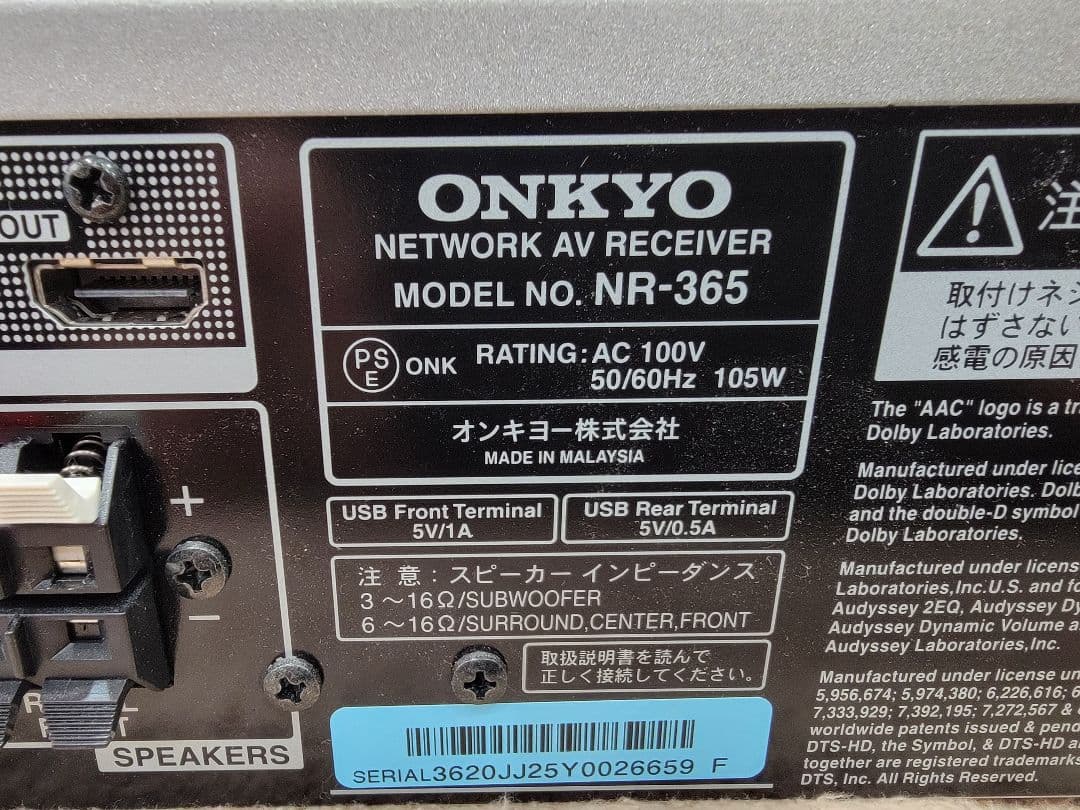 OUT
ONKYO
NETWORK AV RECEIVER
MODEL NO. NR-365
PS
E
ONK
RATING: AC 100V
50/60Hz 105W
オンキヨー株式会社
MADE IN MALAYSIA
USB Front Terminal
5V/1A
USB Rear Terminal
5V/0.5A
注 意 : スピーカー インピーダンス
3 ～16Ω/SUBWOOFER
6 ～16Ω/SURROUND,CENTER,FRONT
取扱説明書を読んで
正しく接続してください。
SERIAL3620JJ25Y0026659 F
+
−
SPEAKERS
注
取付けネジ
はずさない
感電の原因
The "AAC" logo is a
Dolby Laboratories.
Manufactured under
Dolby Laboratories.
and the double-D symbol
Dolby Laboratories.
Manufactured under license
Laboratories,Inc.U.S. and
Audyssey 2EQ, Audyssey
Audyssey Dynamic Volume
Audyssey Laboratories,Inc.
Manufactured under license
5,956,674; 5,974,380; 6,226,616;
7,333,929; 7,392,195; 7,272,567 &
worldwide patents issued &
DTS-HD, the Symbol, & DTS-HD
together are registered trademarks
DTS, Inc. All Rights Reserved.